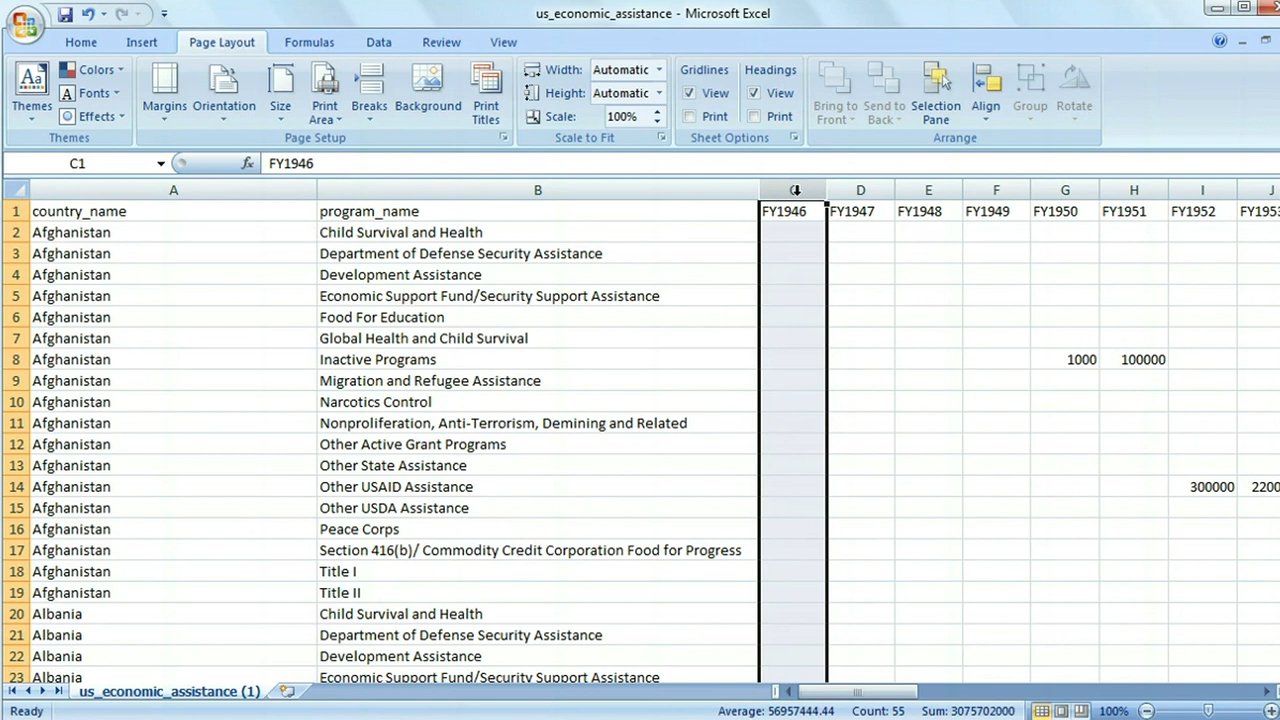 us_economic_assistance - Microsoft Excel
Home Insert Page Layout Formulas Data Review View
Themes Colors Fonts Effects Themes
Margins Orientation Size Print Area Breaks Background Print Titles Page Setup
Width: Automatic Height: Automatic Scale: 100% Scale to Fit
Gridlines View Print Headings View Print Sheet Options
Bring to Front Send to Back Selection Pane Align Group Rotate Arrange
C1 fx FY1946
A B D E F G H I J
1 country_name program_name FY1946 FY1947 FY1948 FY1949 FY1950 FY1951 FY1952 FY1953
2 Afghanistan Child Survival and Health
3 Afghanistan Department of Defense Security Assistance
4 Afghanistan Development Assistance
5 Afghanistan Economic Support Fund/Security Support Assistance
6 Afghanistan Food For Education
7 Afghanistan Global Health and Child Survival
8 Afghanistan Inactive Programs 1000 100000
9 Afghanistan Migration and Refugee Assistance
10 Afghanistan Narcotics Control
11 Afghanistan Nonproliferation, Anti-Terrorism, Demining and Related
12 Afghanistan Other Active Grant Programs
13 Afghanistan Other State Assistance
14 Afghanistan Other USAID Assistance 300000 2200
15 Afghanistan Other USDA Assistance
16 Afghanistan Peace Corps
17 Afghanistan Section 416(b)/ Commodity Credit Corporation Food for Progress
18 Afghanistan Title I
19 Afghanistan Title II
20 Albania Child Survival and Health
21 Albania Department of Defense Security Assistance
22 Albania Development Assistance
23 Albania Economic Support Fund/Security Support Assistance
us_economic_assistance (1)
Ready Average: 56957444.44 Count: 55 Sum: 3075702000 100%